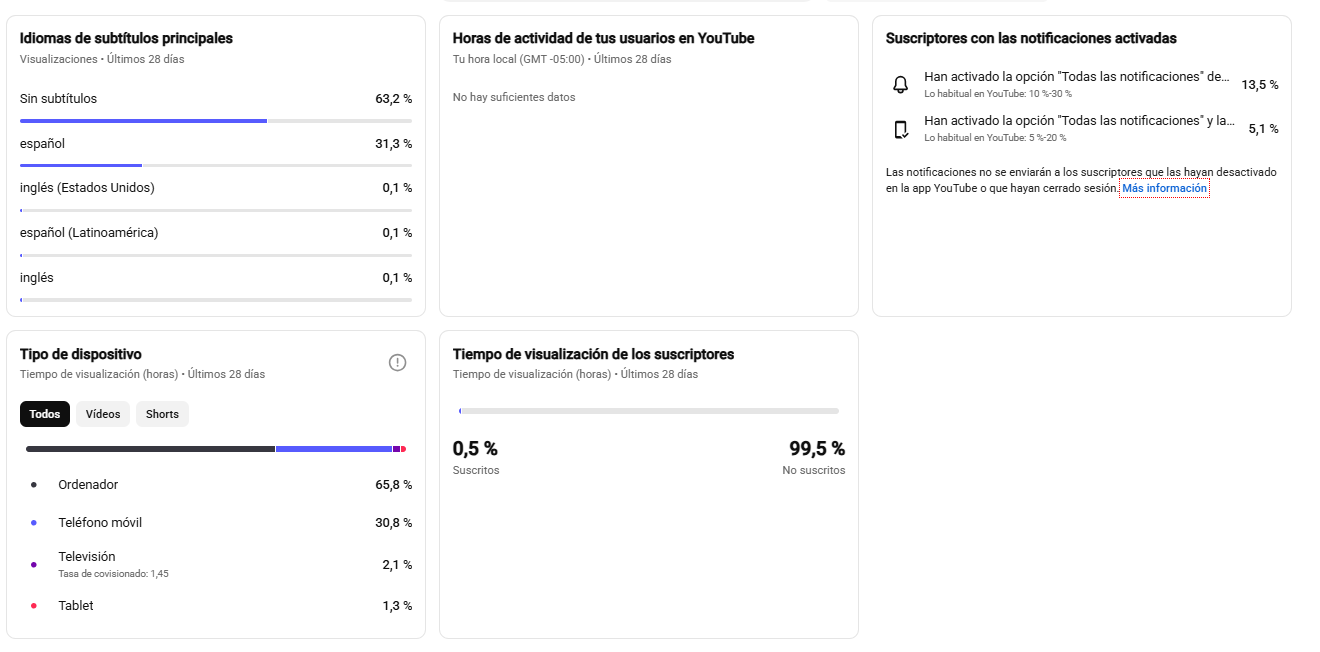 Idiomas de subtítulos principales
Visualizaciones • Últimos 28 días
Sin subtítulos 63,2 %
español 31,3 %
inglés (Estados Unidos) 0,1 %
español (Latinoamérica) 0,1 %
inglés 0,1 %
Horas de actividad de tus usuarios en YouTube
Tu hora local (GMT -05:00) • Últimos 28 días
No hay suficientes datos
Suscriptores con las notificaciones activadas
Han activado la opción "Todas las notificaciones" de... 13,5 %
Lo habitual en YouTube: 10 %-30 %
Han activado la opción "Todas las notificaciones" y la... 5,1 %
Lo habitual en YouTube: 5 %-20 %
Las notificaciones no se enviarán a los suscriptores que las hayan desactivado
en la app YouTube o que hayan cerrado sesión. Más información
Tipo de dispositivo
Tiempo de visualización (horas) • Últimos 28 días
Todos Vídeos Shorts
Ordenador 65,8 %
Teléfono móvil 30,8 %
Televisión 2,1 %
Tasa de covisionado: 1,45
Tablet 1,3 %
Tiempo de visualización de los suscriptores
Tiempo de visualización (horas) • Últimos 28 días
0,5 % 99,5 %
Suscritos No suscritos